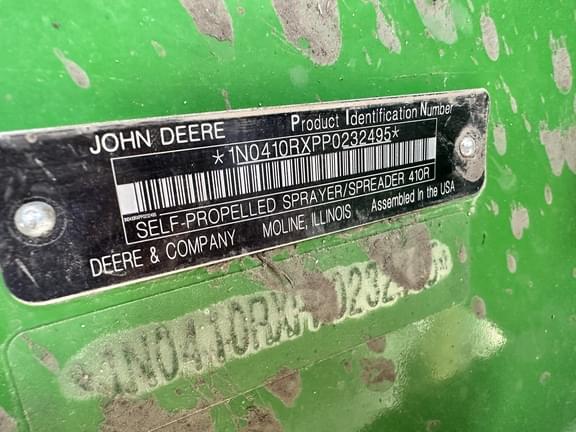 JOHN DEERE
Product Identification Number
*1N0410RXPP0232495*
SELF-PROPELLED SPRAYER/SPREADER 410R
DEERE & COMPANY MOLINE, ILLINOIS Assembled in the USA